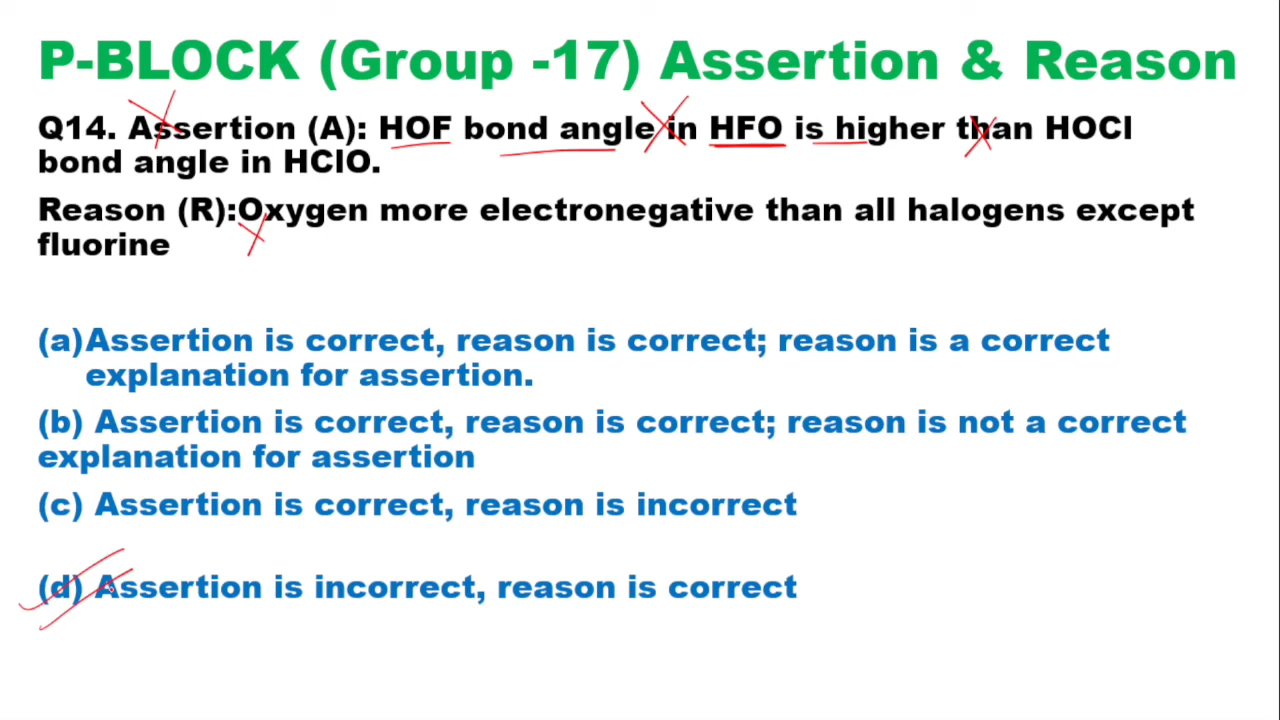 P-BLOCK (Group -17) Assertion & Reason
Q14. Assertion (A): HOF bond angle in HFO is higher than HOCl
bond angle in HClO.
Reason (R):Oxygen more electronegative than all halogens except
fluorine
(a)Assertion is correct, reason is correct; reason is a correct
explanation for assertion.
(b) Assertion is correct, reason is correct; reason is not a correct
explanation for assertion
(c) Assertion is correct, reason is incorrect
(d) Assertion is incorrect, reason is correct